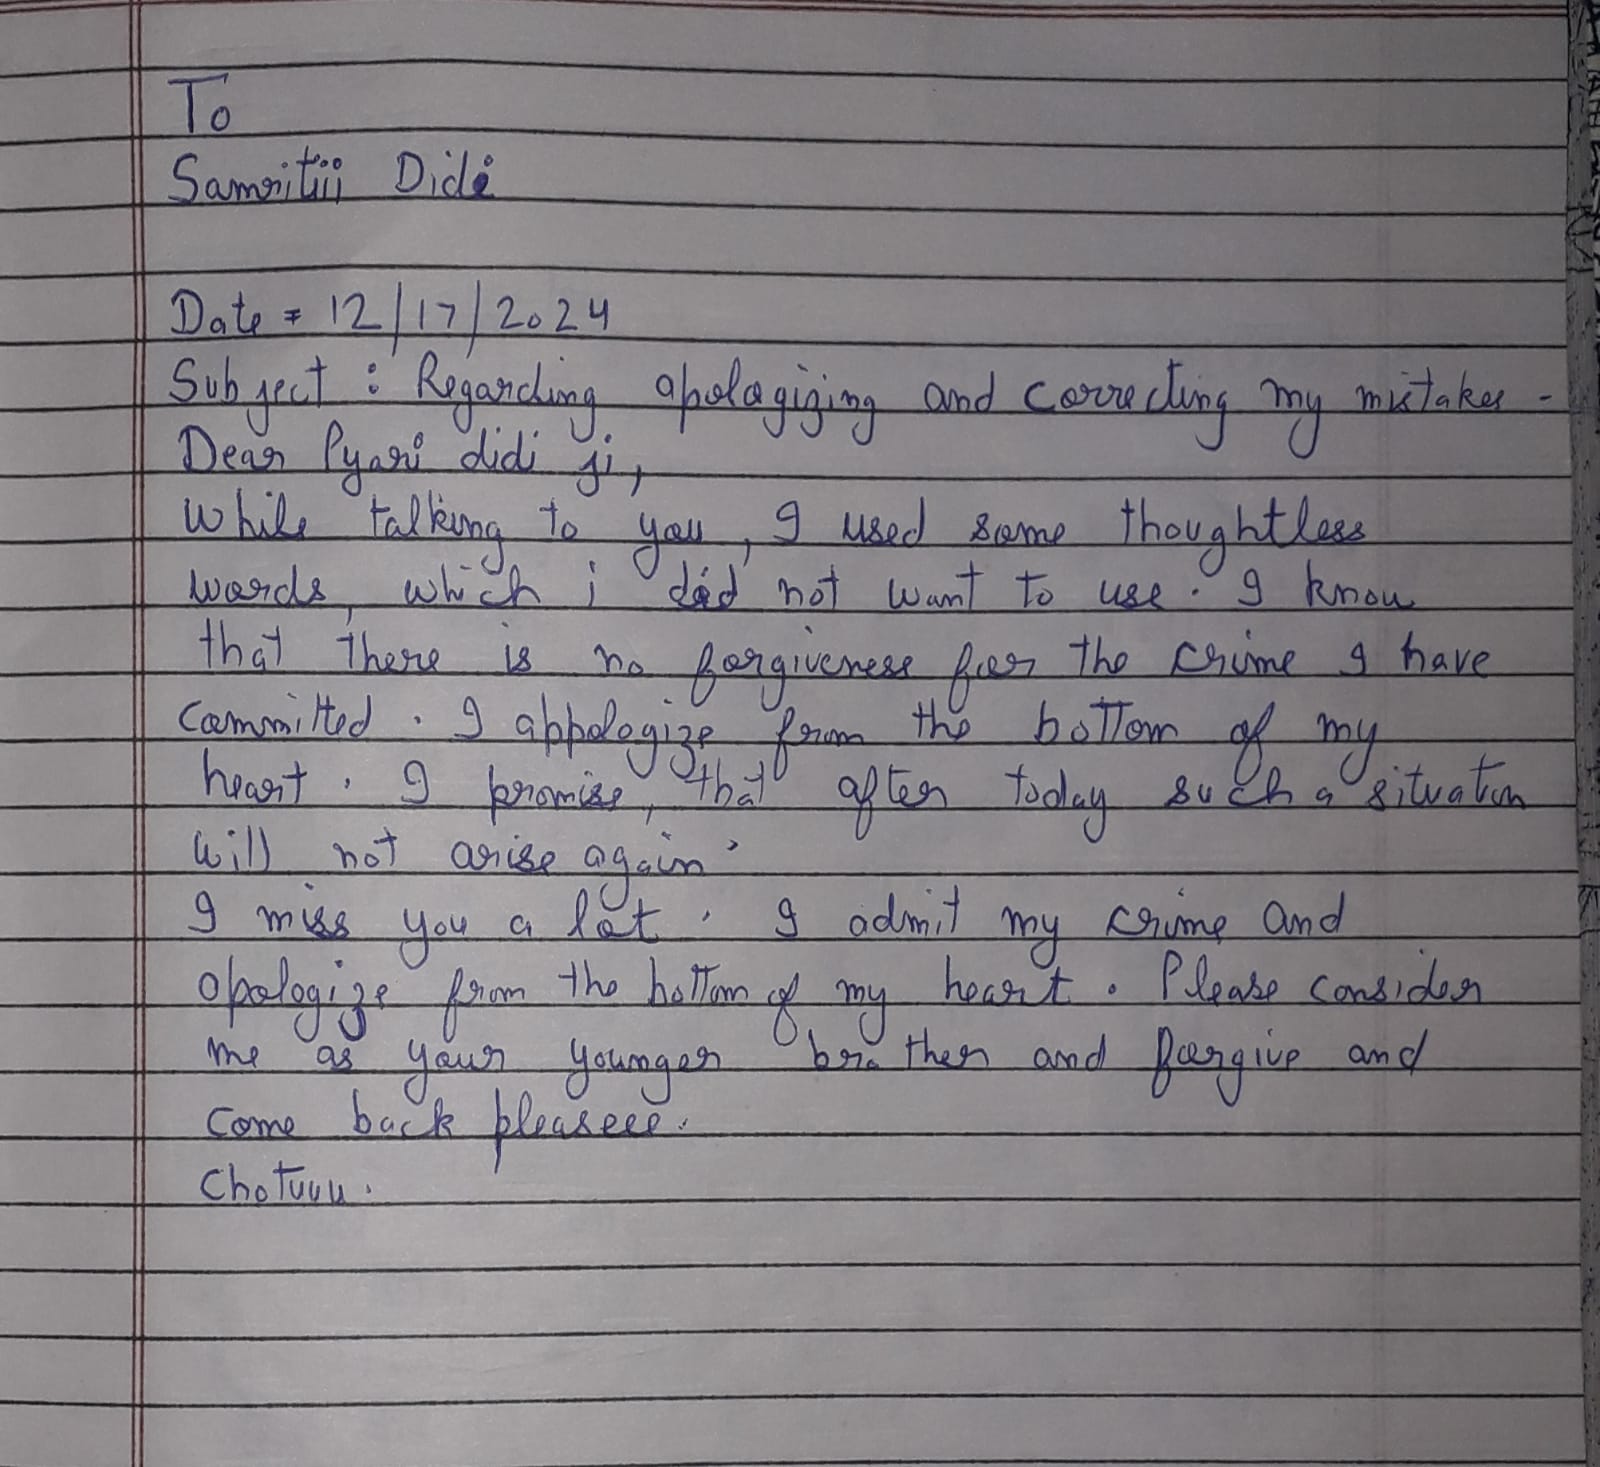 To
Samritiii Didi
Date = 12/17/2024
Subject : Regarding apologizing and correcting my mistakes -
Dear Pyari didi ji,
While talking to you, I used some thoughtless
words, which i did not want to use. I know
that there is no forgiveness for the crime I have
committed. I appologize from the bottom of my
heart. I promise, that after today such a situation
will not arise again.
I miss you a lot. I admit my crime and
apologize from the bottom of my heart. Please consider
me as your younger brother and forgive and
come back pleaseee.
Chotuuu.